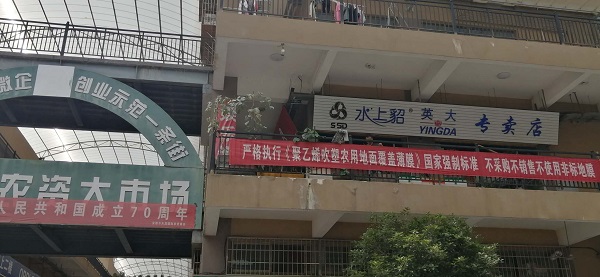 微企
创业示范一条街
农资大市场
人民共和国成立70周年
SSD
水上貂® 英大
YINGDA
专卖店
严格执行《聚乙烯吹塑农用地面覆盖薄膜》国家强制标准 不采购不销售不使用非标地膜